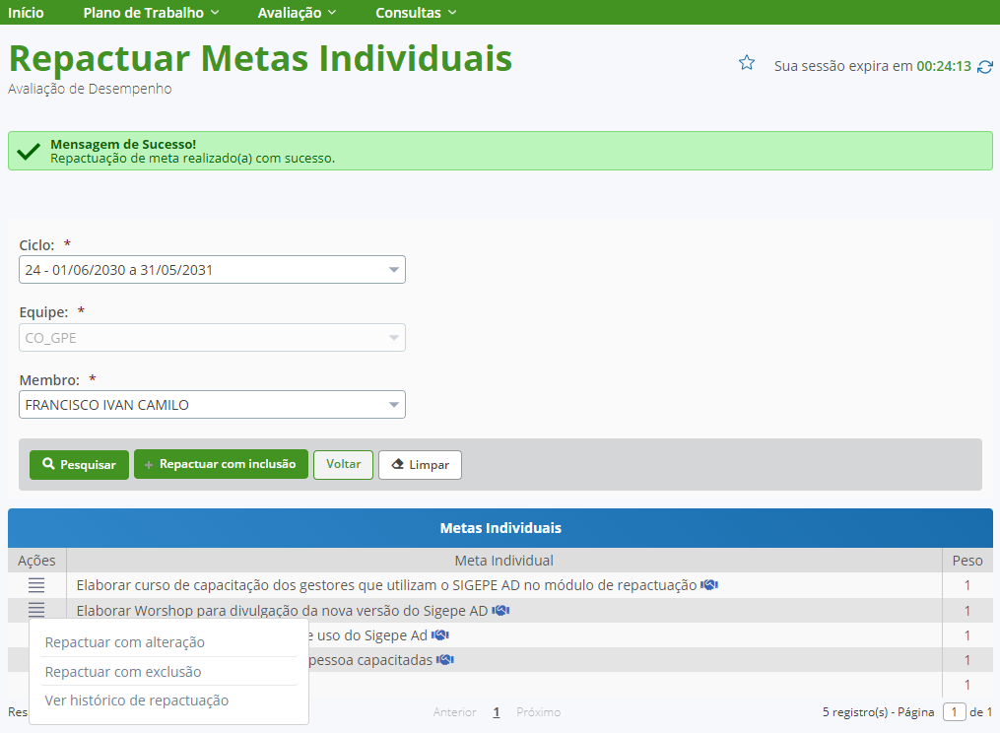 Início Plano de Trabalho Avaliação Consultas
Repactuar Metas Individuais
Sua sessão expira em 00:24:13
Avaliação de Desempenho
Mensagem de Sucesso!
Repactuação de meta realizado(a) com sucesso.
Ciclo: *
24 - 01/06/2030 a 31/05/2031
Equipe: *
CO_GPE
Membro: *
FRANCISCO IVAN CAMILO
Pesquisar + Repactuar com inclusão Voltar Limpar
Metas Individuais
Ações Meta Individual Peso
Elaborar curso de capacitação dos gestores que utilizam o SIGEPE AD no módulo de repactuação 1
Elaborar Worshop para divulgação da nova versão do Sigepe AD 1
e uso do Sigepe Ad 1
Repactuar com alteração
pessoa capacitadas 1
Repactuar com exclusão
1
Ver histórico de repactuação
Res Anterior 1 Próximo 5 registro(s) - Página 1 de 1